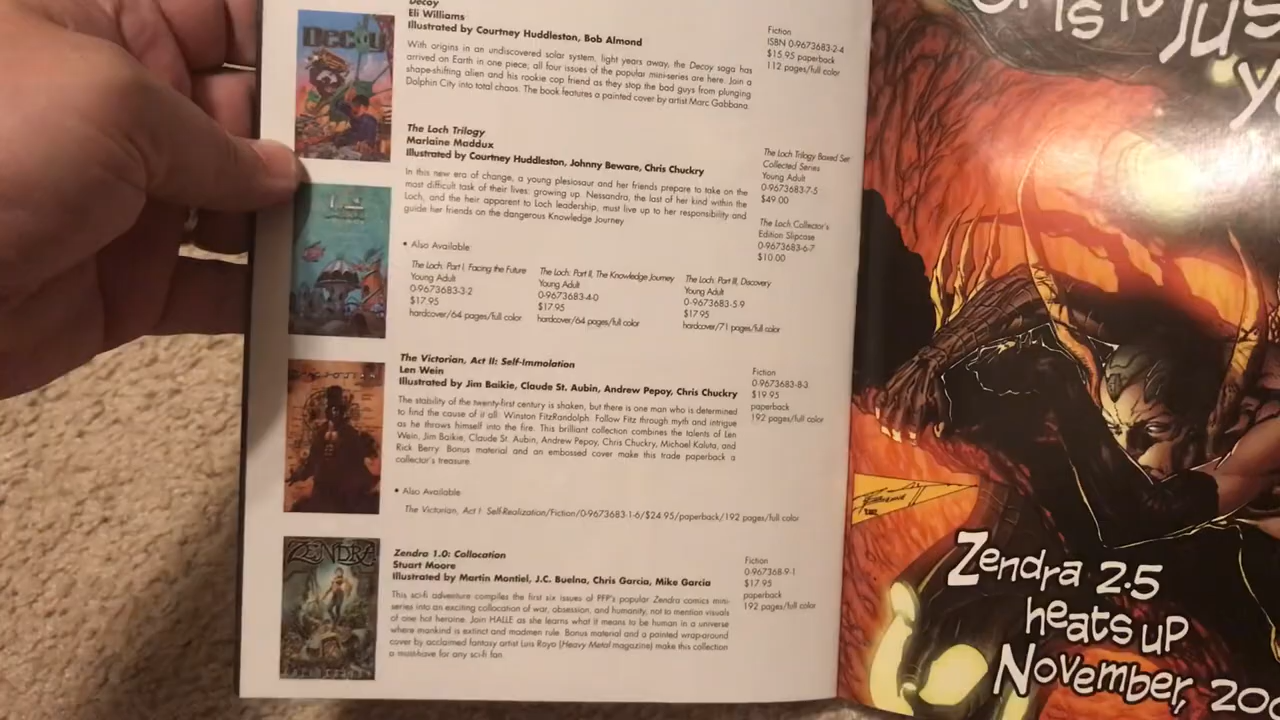 Decoy
Eli Williams
Illustrated by Courtney Huddleston, Bob Almond
With origins in an undiscovered solar system, light years away, the Decoy saga has
arrived on Earth in one piece; all four issues of the popular mini-series are here. Join a
shape-shifting alien and his rookie cop friend as they stop the bad guys from plunging
Dolphin City into total chaos. The book features a painted cover by artist Marc Gabbana.
Fiction
ISBN 0-9673683-2-4
$15.95 paperback
112 pages/full color
Decoy
The Loch Trilogy
Marlaine Maddux
Illustrated by Courtney Huddleston, Johnny Beware, Chris Chuckry
In this new era of change, a young plesiosaur and her friends prepare to take on the
most difficult task of their lives: growing up. Nessandra, the last of her kind within the
Loch, and the heir apparent to Loch leadership, must live up to her responsibility and
guide her friends on the dangerous Knowledge Journey
The Loch Trilogy Boxed Set
Collected Series
Young Adult
0-9673683-7-5
$49.00
The Loch Collector's
Edition Slipcase
0-9673683-6-7
$10.00
• Also Available
The Loch: Part I, Facing the Future
Young Adult
0-9673683-3-2
$17.95
hardcover/64 pages/full color
The Loch: Part II, The Knowledge Journey
Young Adult
0-9673683-4-0
$17.95
hardcover/64 pages/full color
The Loch: Part III, Discovery
Young Adult
0-9673683-5-9
$17.95
hardcover/71 pages/full color
The Victorian, Act II: Self-Immolation
Len Wein
Illustrated by Jim Baikie, Claude St. Aubin, Andrew Pepoy, Chris Chuckry
The stability of the twenty-first century is shaken, but there is one man who is determined
to find the cause of it all: Winston FitzRandolph. Follow Fitz through myth and intrigue
as he throws himself into the fire. This brilliant collection combines the talents of Len
Wein, Jim Baikie, Claude St. Aubin, Andrew Pepoy, Chris Chuckry, Michael Kaluta, and
Rick Berry. Bonus material and an embossed cover make this trade paperback a
collector's treasure.
Fiction
0-9673683-8-3
$19.95
paperback
192 pages/full color
• Also Available
The Victorian, Act I: Self-Realization/Fiction/0-9673683-1-6/$24.95/paperback/192 pages/full color
ZENDRA
Zendra 1.0: Collocation
Stuart Moore
Illustrated by Martin Montiel, J.C. Buelna, Chris Garcia, Mike Garcia
This sci-fi adventure compiles the first six issues of PFP's popular Zendra comics mini-
series into an exciting collocation of war, obsession, and humanity, not to mention visuals
of one hot heroine. Join HALLE as she learns what it means to be human in a universe
where mankind is extinct and madmen rule. Bonus material and a painted wrap-around
cover by acclaimed fantasy artist Luis Royo (Heavy Metal magazine) make this collection
a must-have for any sci-fi fan.
Fiction
0-967368-9-1
$17.95
paperback
192 pages/full color
Zendra 2.5
heats up
November, 200